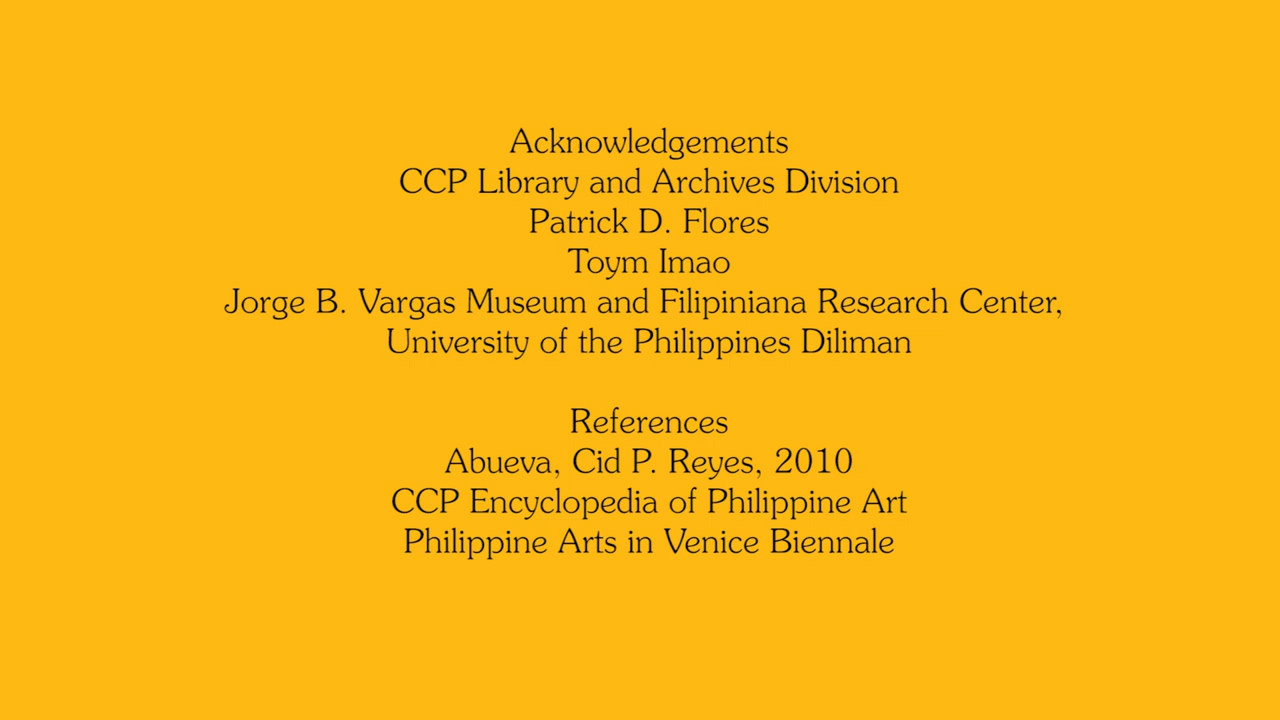 Acknowledgements
CCP Library and Archives Division
Patrick D. Flores
Toym Imao
Jorge B. Vargas Museum and Filipiniana Research Center,
University of the Philippines Diliman
References
Abueva, Cid P. Reyes, 2010
CCP Encyclopedia of Philippine Art
Philippine Arts in Venice Biennale